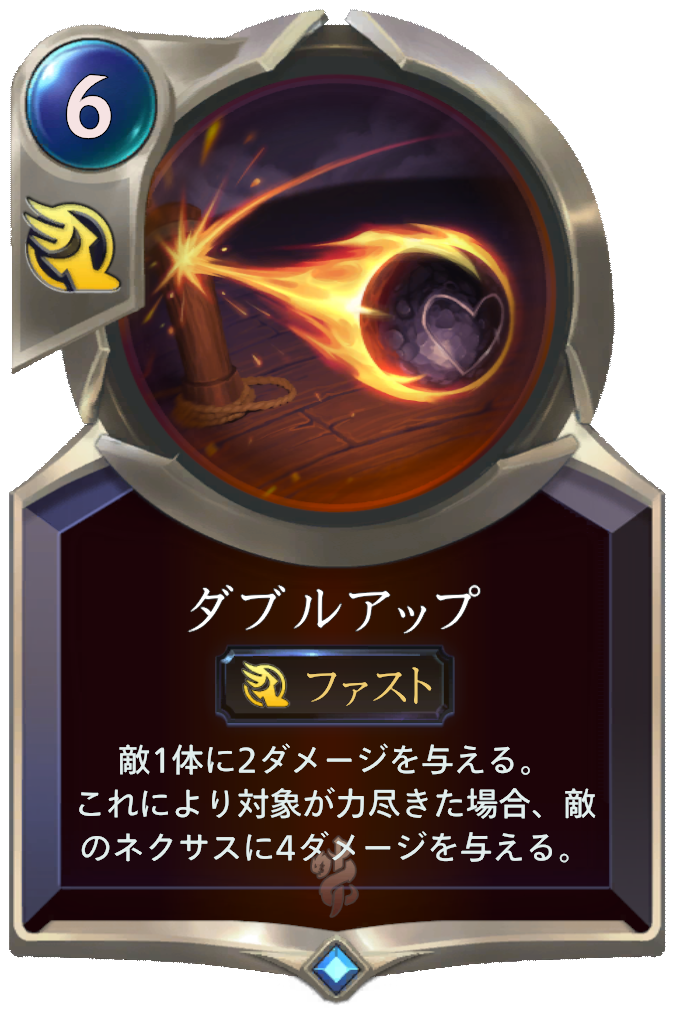 6
ダブルアップ
ファスト
敵1体に2ダメージを与える。
これにより対象が力尽きた場合、敵
のネクサスに4ダメージを与える。